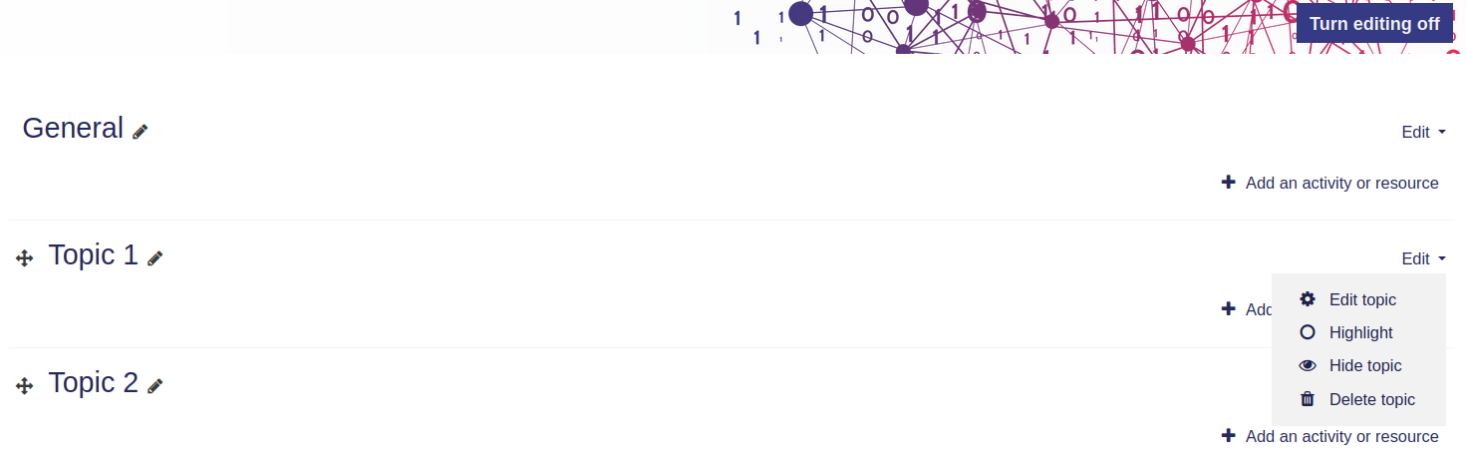 Turn editing off
General
Edit
Add an activity or resource
Topic 1
Edit
Edit topic
Add
Highlight
Hide topic
Topic 2
Delete topic
Add an activity or resource